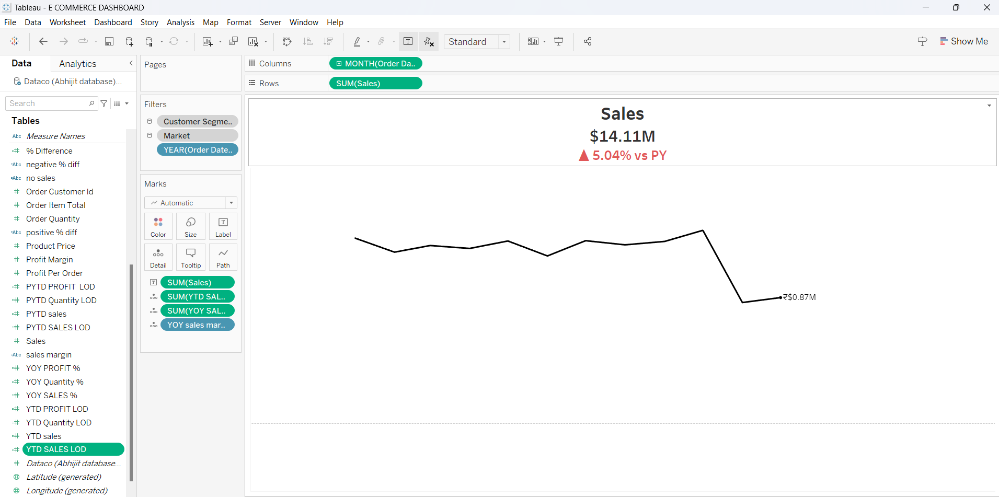 Tableau - E COMMERCE DASHBOARD
File Data Worksheet Dashboard Story Analysis Map Format Server Window Help
Standard
Show Me
Data Analytics
Dataco (Abhijit database)...
Search
Tables
Abc Measure Names
% Difference
=Abc negative % diff
=Abc no sales
Order Customer Id
Order Item Total
Order Quantity
=Abc positive % diff
Product Price
Profit Margin
Profit Per Order
PYTD PROFIT LOD
PYTD Quantity LOD
PYTD sales
PYTD SALES LOD
Sales
=Abc sales margin
YOY PROFIT %
YOY Quantity %
YOY SALES %
YTD PROFIT LOD
YTD Quantity LOD
YTD sales
YTD SALES LOD
Dataco (Abhijit database...
Latitude (generated)
Longitude (generated)
Pages
Filters
Customer Segme..
Market
YEAR(Order Date..
Marks
Automatic
Color Size Label
Detail Tooltip Path
SUM(Sales)
SUM(YTD SAL..
SUM(YOY SAL..
YOY sales mar..
Columns MONTH(Order Da..
Rows SUM(Sales)
Sales
$14.11M
▲ 5.04% vs PY
₹$0.87M